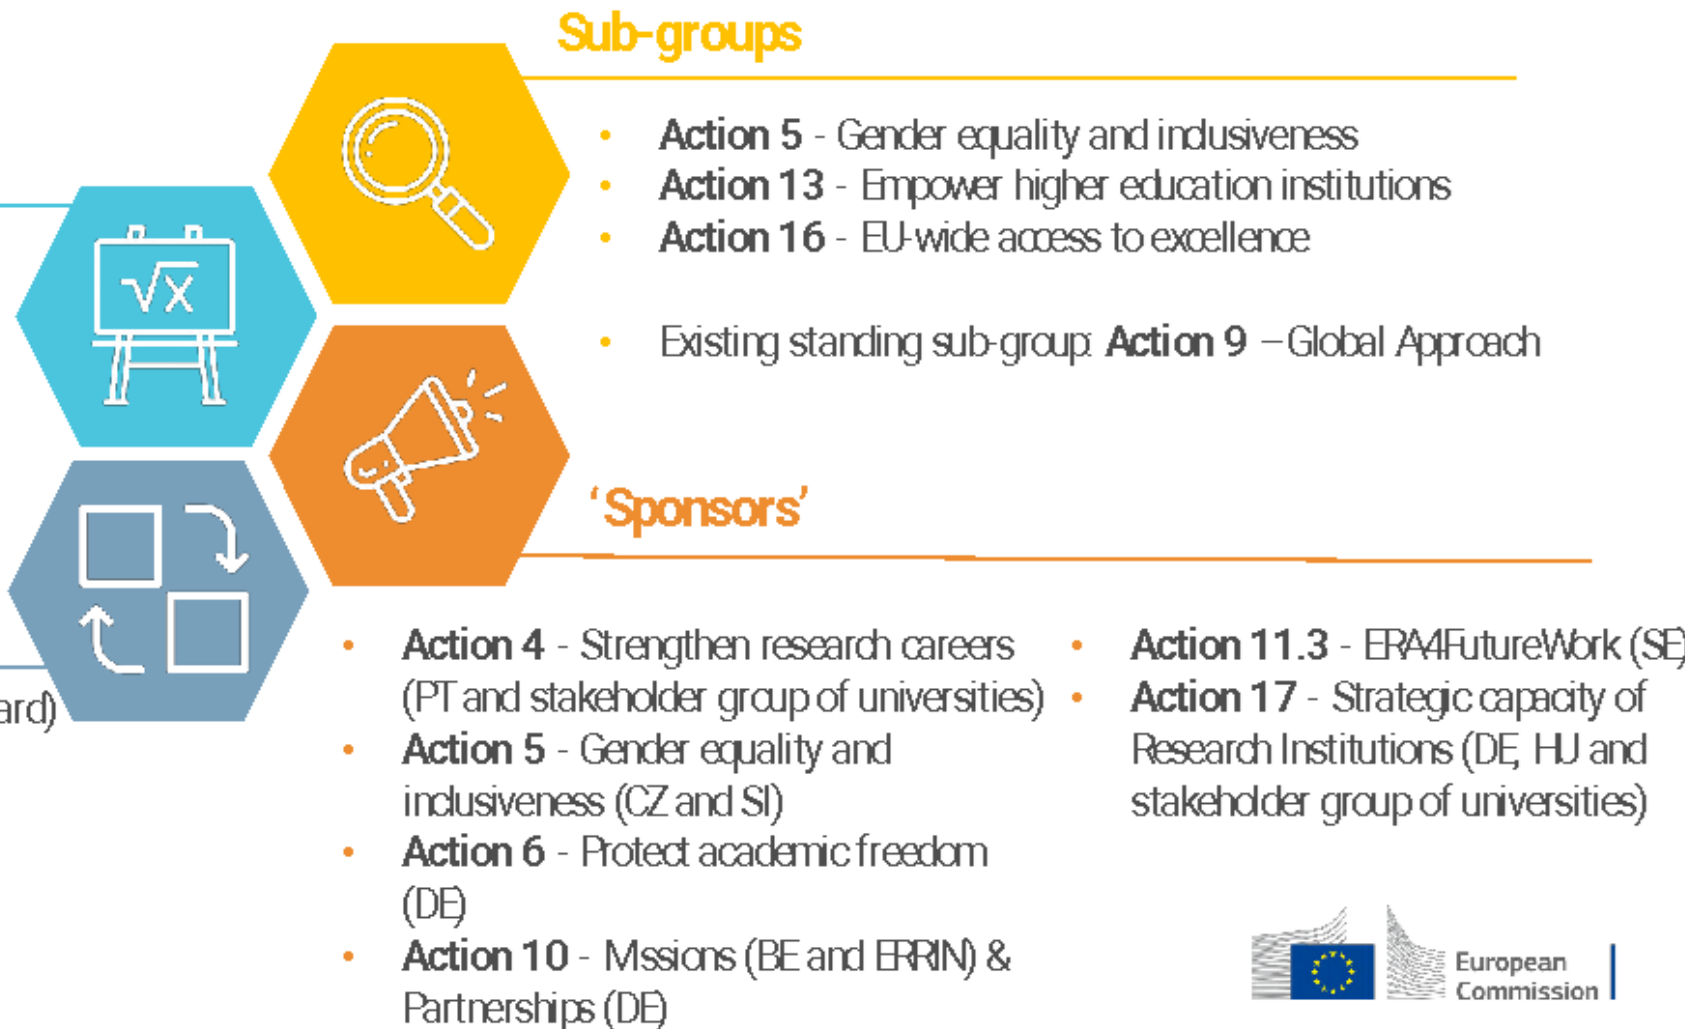 Sub-groups
• Action 5 - Gender equality and inclusiveness
• Action 13 - Empower higher education institutions
• Action 16 - EU-wide access to excellence
• Existing standing sub-group: Action 9 – Global Approach
√x
'Sponsors'
ard)
• Action 4 - Strengthen research careers
(PT and stakeholder group of universities)
• Action 5 - Gender equality and
inclusiveness (CZ and SI)
• Action 6 - Protect academic freedom
(DE)
• Action 10 - Missions (BE and ERRIN) &
Partnerships (DE)
• Action 11.3 - ERA4FutureWork (SE)
• Action 17 - Strategic capacity of
Research Institutions (DE, HU and
stakeholder group of universities)
European
Commission